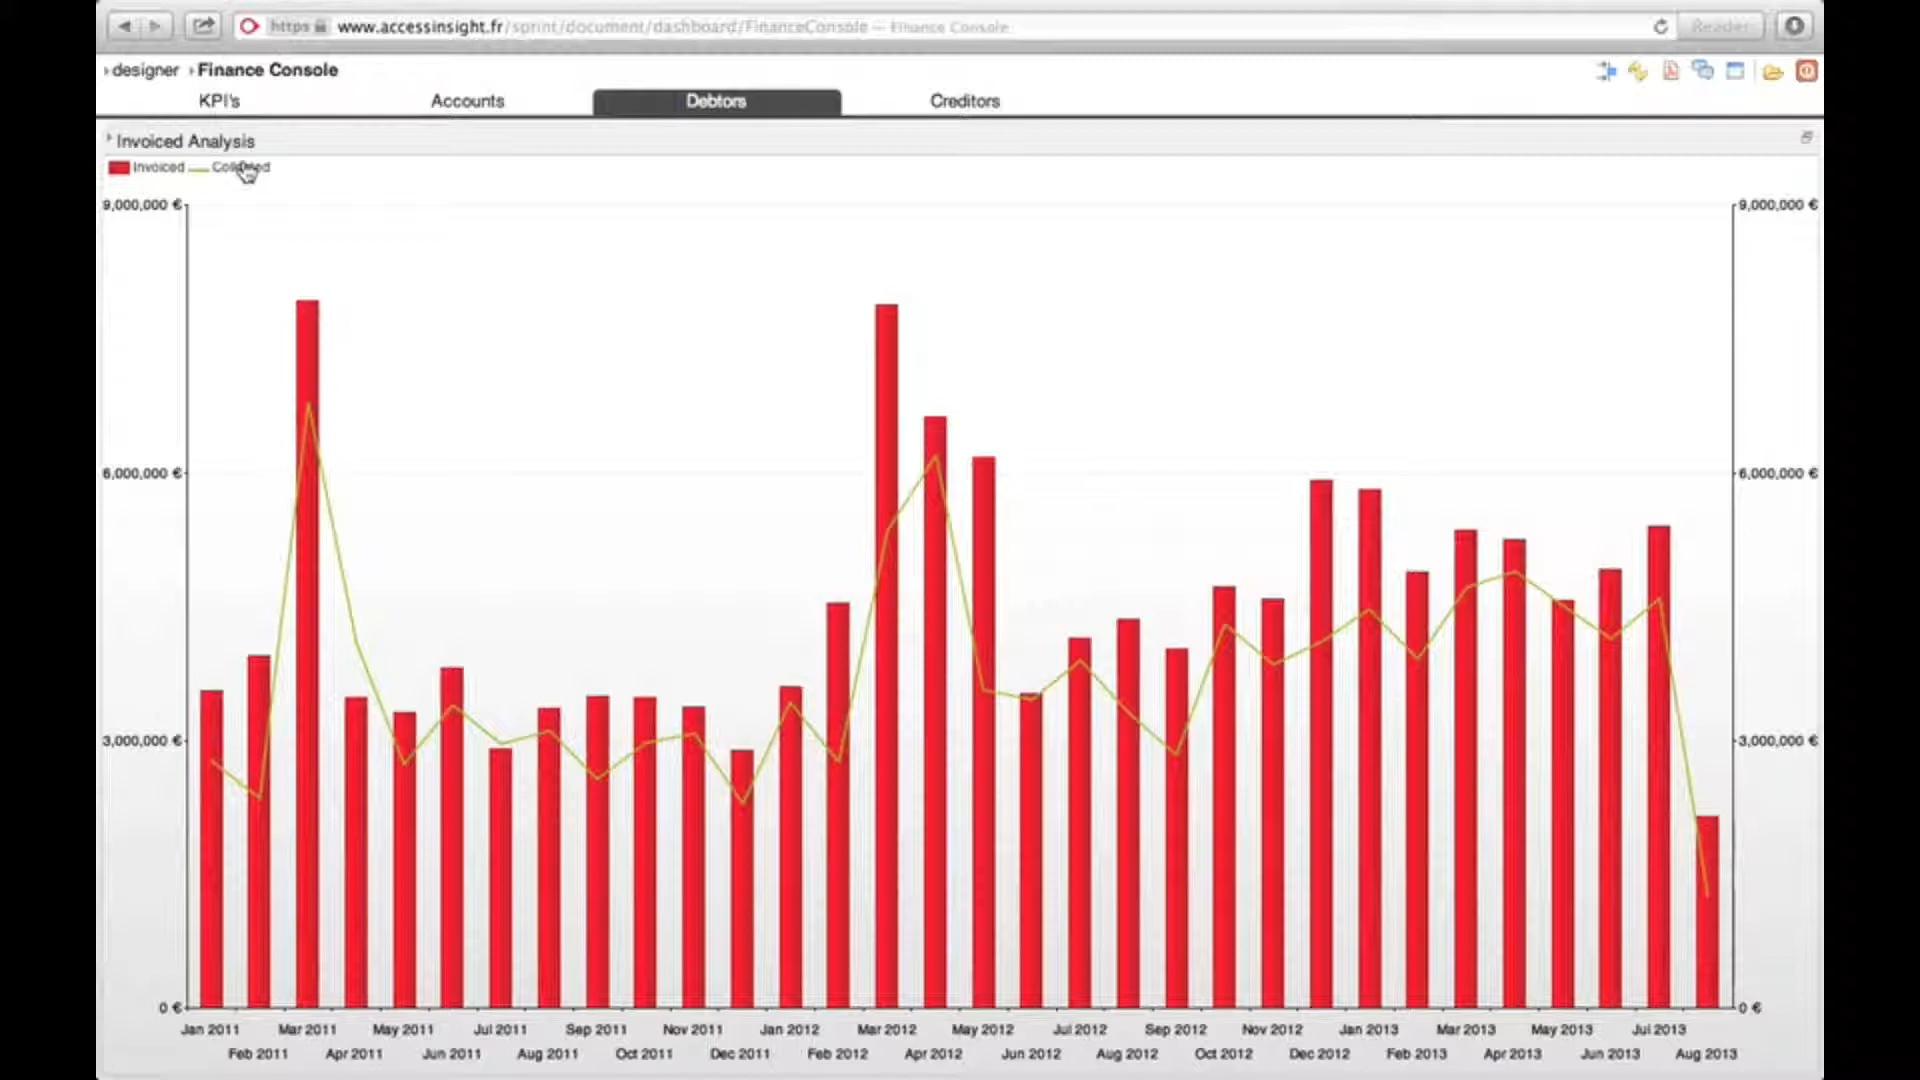 https www.accessinsight.fr/sprint/document/dashboard/FinanceConsole — Finance Console
Reader
designer Finance Console
KPI's Accounts Debtors Creditors
Invoiced Analysis
Invoiced
9,000,000 € 9,000,000 €
6,000,000 € 6,000,000 €
3,000,000 € 3,000,000 €
0 € 0 €
Jan 2011 Mar 2011 May 2011 Jul 2011 Sep 2011 Nov 2011 Jan 2012 Mar 2012 May 2012 Jul 2012 Sep 2012 Nov 2012 Jan 2013 Mar 2013 May 2013 Jul 2013
Feb 2011 Apr 2011 Jun 2011 Aug 2011 Oct 2011 Dec 2011 Feb 2012 Apr 2012 Jun 2012 Aug 2012 Oct 2012 Dec 2012 Feb 2013 Apr 2013 Jun 2013 Aug 2013